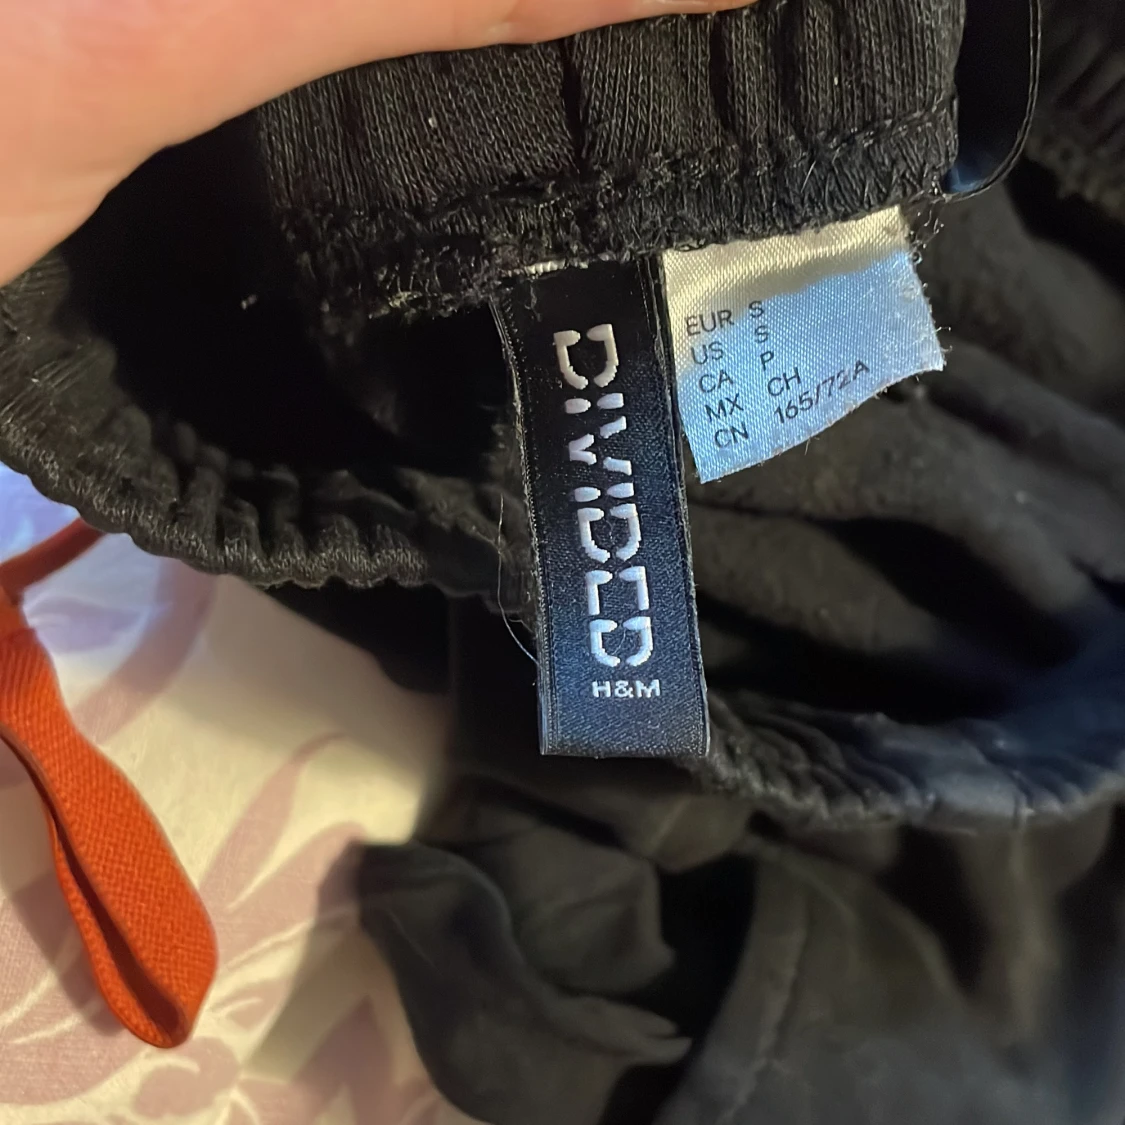 DIVIDED
H&M
EUR S
US S
CA P
MX CH
CN 165/72A